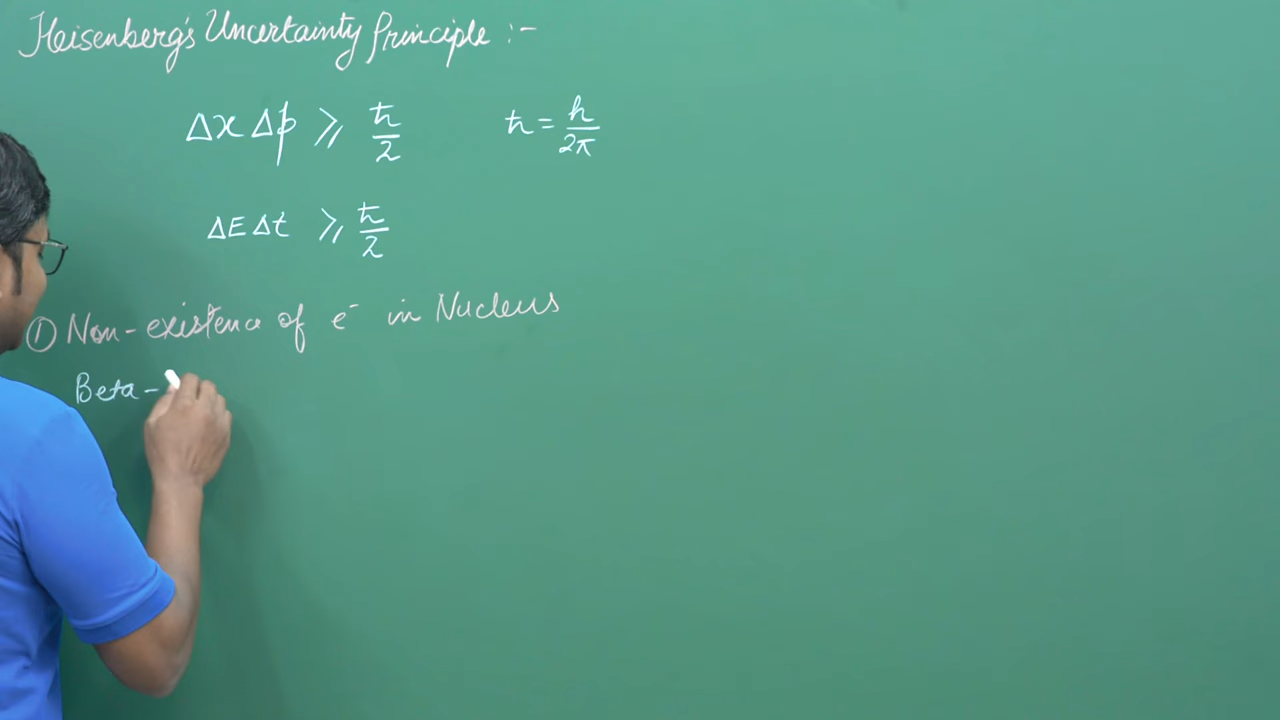 Heisenberg's Uncertainty Principle :-
Δx Δp ≥ ħ/2 ħ = h/2π
ΔE Δt ≥ ħ/2
① Non-existence of e⁻ in Nucleus
Beta-